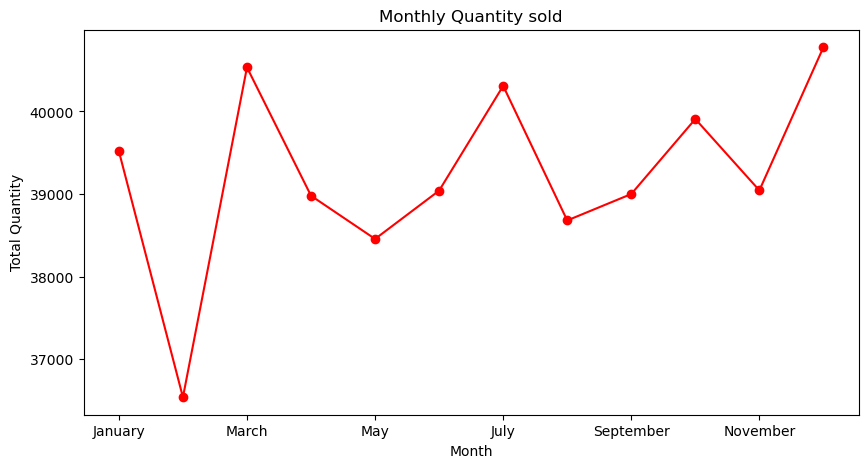 Monthly Quantity sold
Total Quantity
40000
39000
38000
37000
January March May July September November
Month